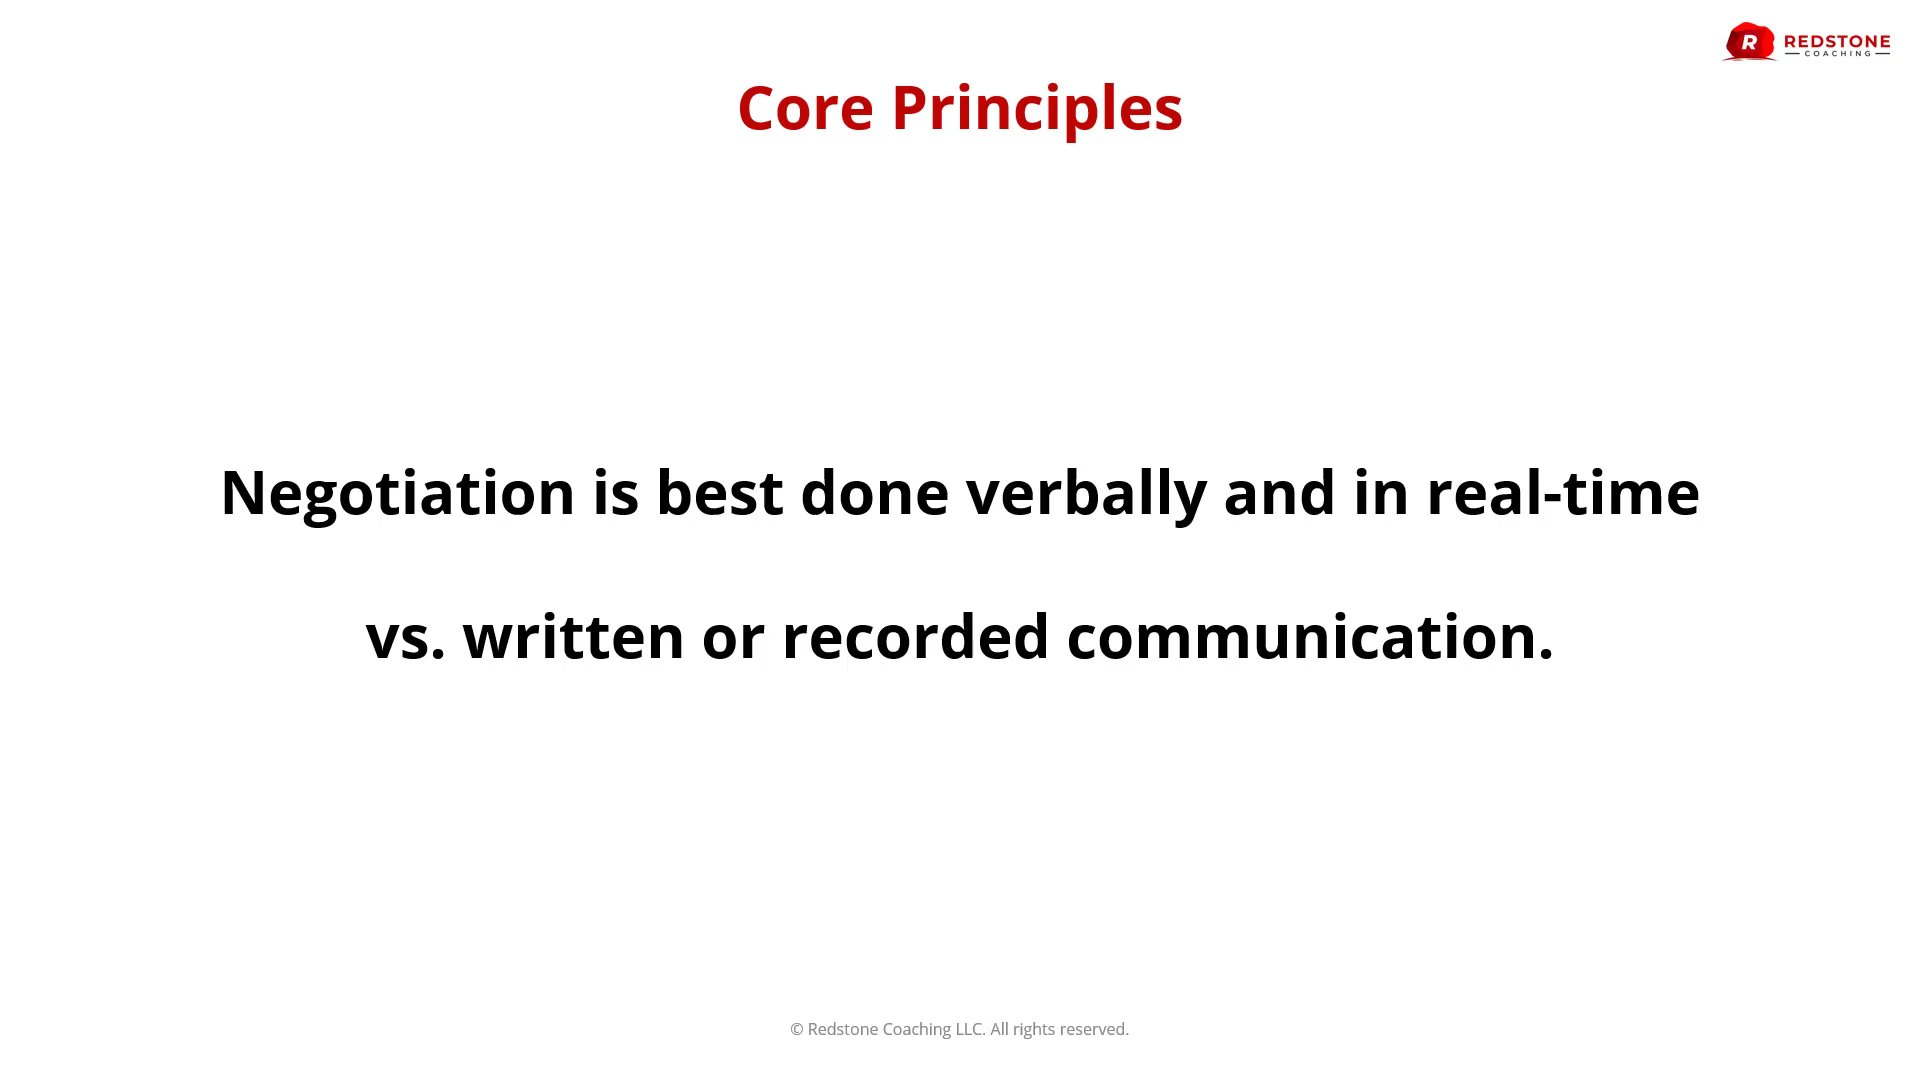 R REDSTONE
COACHING
Core Principles
Negotiation is best done verbally and in real-time
vs. written or recorded communication.
© Redstone Coaching LLC. All rights reserved.